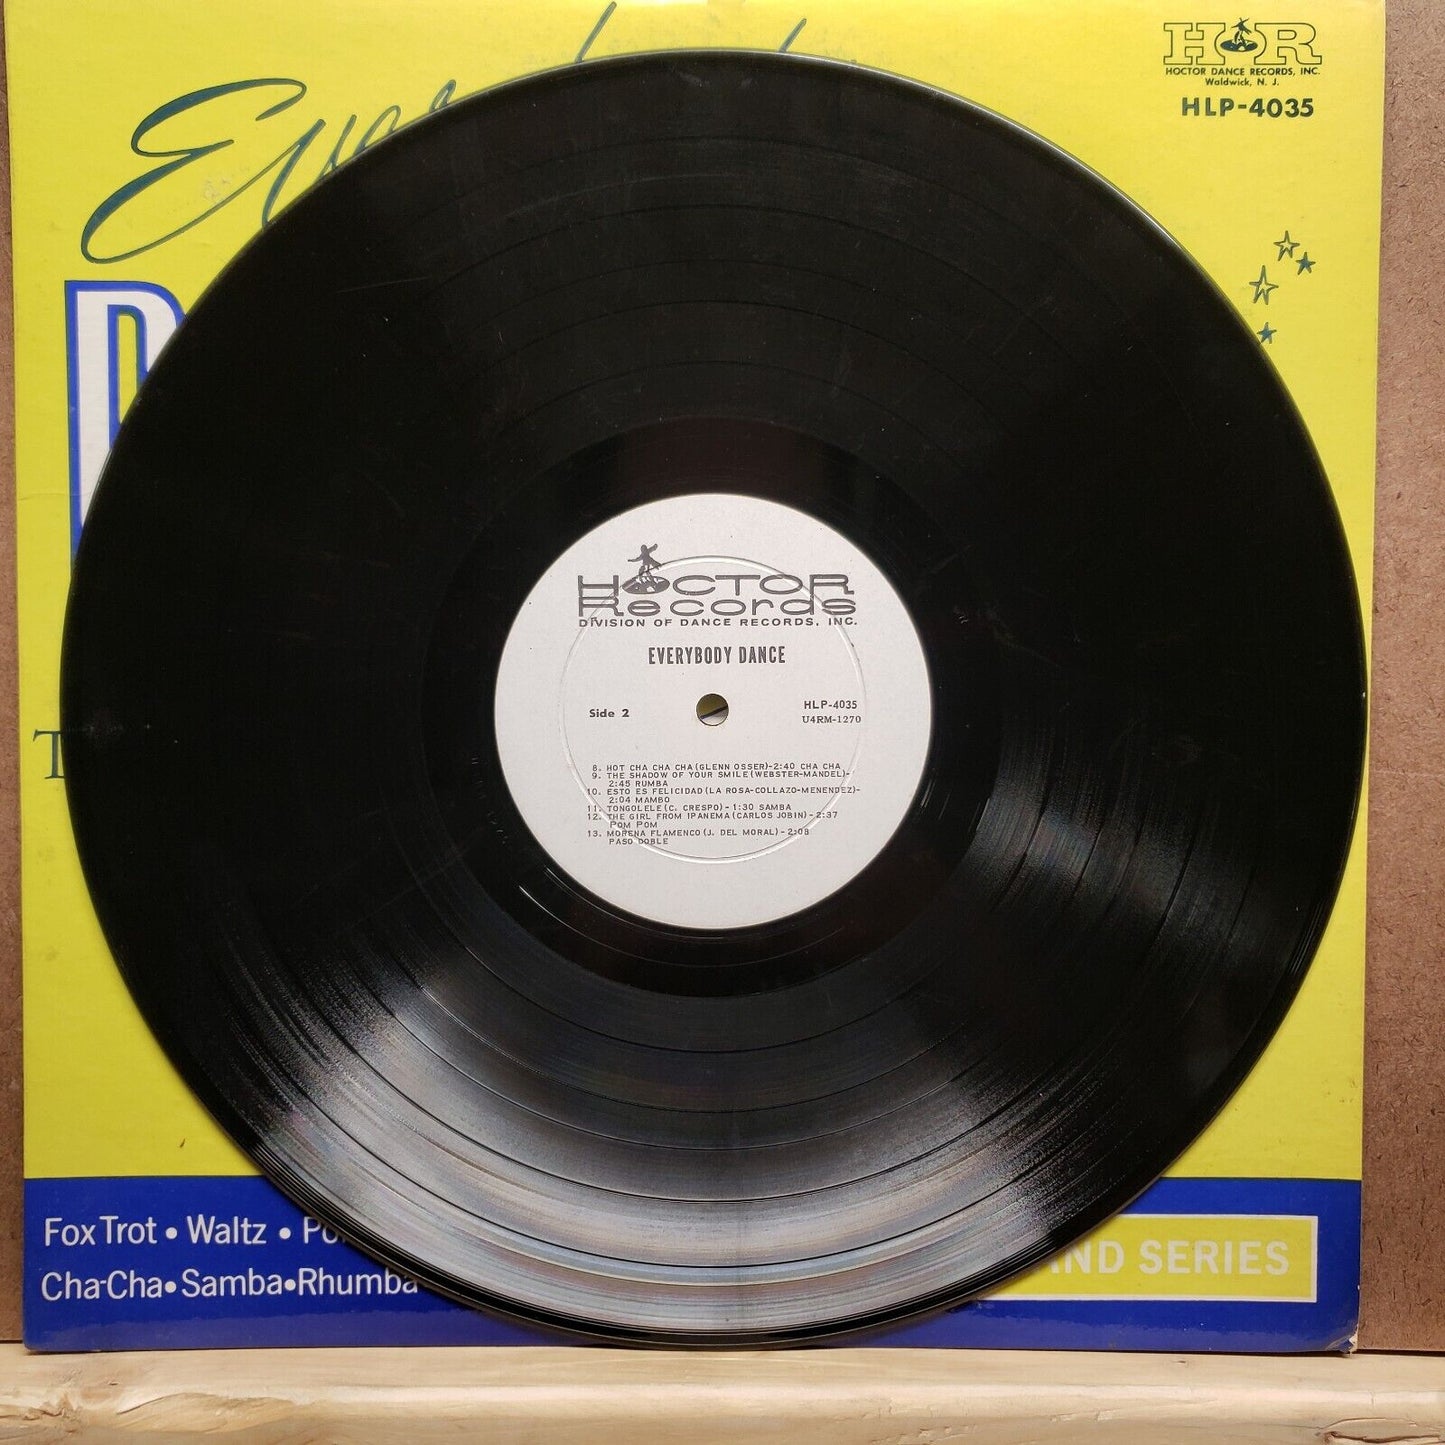 HR
HOCTOR DANCE RECORDS, INC.
Waldwick, N. J.
HLP-4035
HOCTOR
Records
DIVISION OF DANCE RECORDS, INC.
EVERYBODY DANCE
Side 2
HLP-4035
U4RM-1270
8. HOT CHA CHA CHA (GLENN OSSER)-2:40 CHA CHA
9. THE SHADOW OF YOUR SMILE (WEBSTER-MANDEL)-
2:45 RUMBA
10. ESTO ES FELICIDAD (LA ROSA-COLLAZO-MENENDEZ)-
2:04 MAMBO
11. TONGOLELE (C. CRESPO) - 1:30 SAMBA
12. THE GIRL FROM IPANEMA (CARLOS JOBIN) - 2:37
POM POM
13. MORENA FLAMENCO (J. DEL MORAL) - 2:08
PASO DOBLE
Fox Trot • Waltz •
Cha-Cha • Samba • Rhumba
SERIES